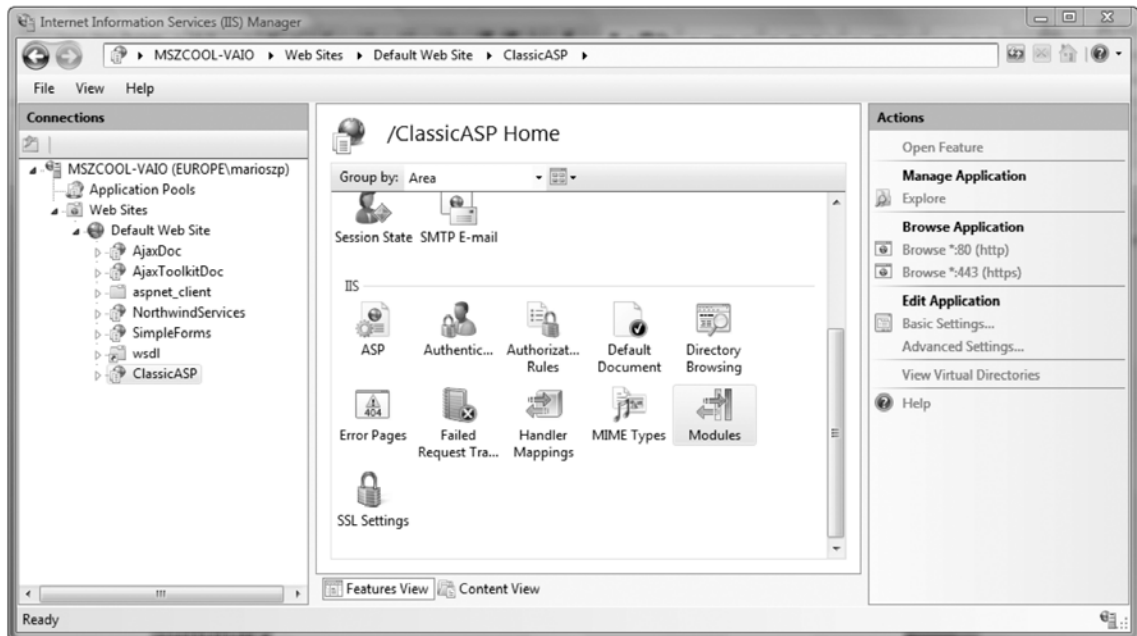 Internet Information Services (IIS) Manager
MSZCOOL-VAIO Web Sites Default Web Site ClassicASP
File View Help
Connections
MSZCOOL-VAIO (EUROPE\marioszp)
Application Pools
Web Sites
Default Web Site
AjaxDoc
AjaxToolkitDoc
aspnet_client
NorthwindServices
SimpleForms
wsdl
ClassicASP
/ClassicASP Home
Group by: Area
Session State SMTP E-mail
IIS
ASP Authentic... Authorizat... Rules Default Document Directory Browsing
404
Error Pages Failed Request Tra... Handler Mappings MIME Types Modules
SSL Settings
Features View Content View
Actions
Open Feature
Manage Application
Explore
Browse Application
Browse *:80 (http)
Browse *:443 (https)
Edit Application
Basic Settings...
Advanced Settings...
View Virtual Directories
Help
Ready